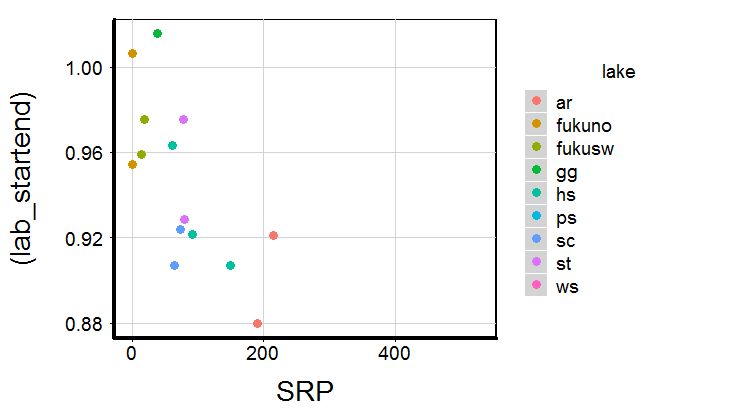 1.00
0.96
0.92
0.88
(lab_startend)
0
200
400
SRP
lake
ar
fukuno
fukusw
gg
hs
ps
sc
st
ws